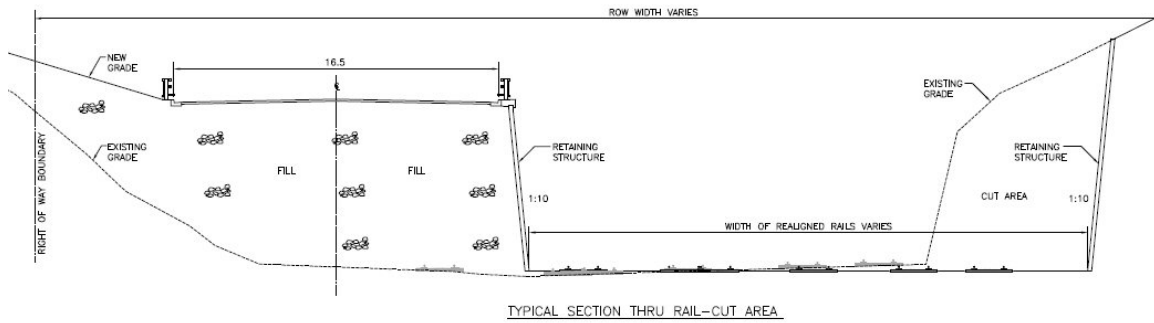 ROW WIDTH VARIES
NEW
GRADE
16.5
EXISTING
GRADE
EXISTING
GRADE
RIGHT OF WAY BOUNDARY
FILL
FILL
RETAINING
STRUCTURE
RETAINING
STRUCTURE
1:10
CUT AREA
1:10
WIDTH OF REALIGNED RAILS VARIES
TYPICAL SECTION THRU RAIL-CUT AREA